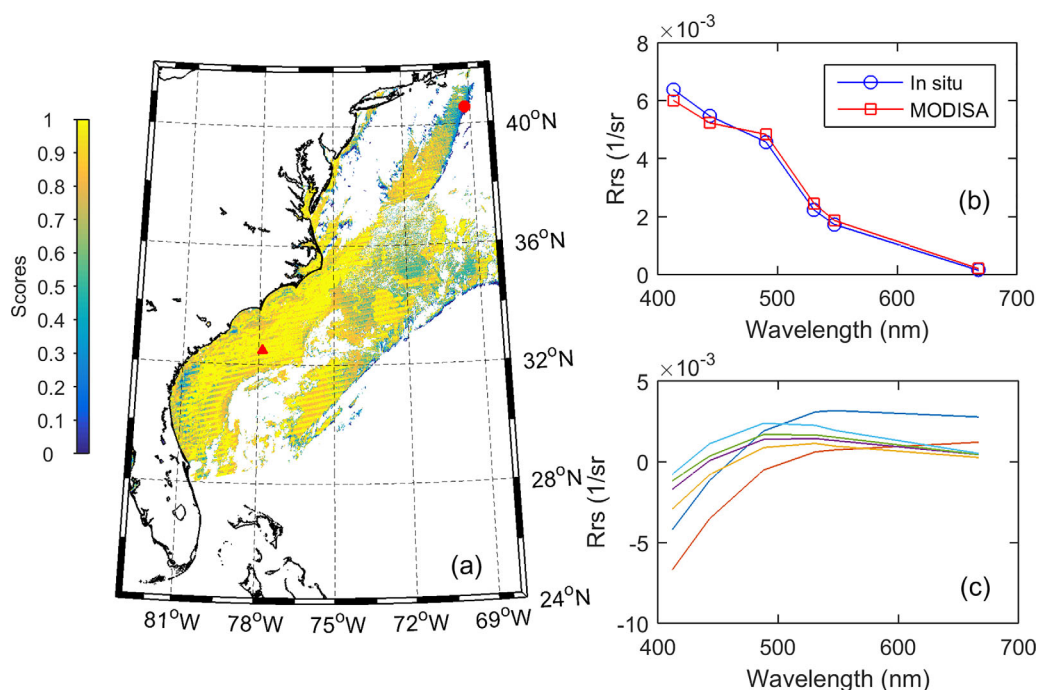 Scores
1
0.9
0.8
0.7
0.6
0.5
0.4
0.3
0.2
0.1
0
40°N
36°N
32°N
28°N
24°N
81°W
78°W
75°W
72°W
69°W
(a)
×10⁻³
8
6
4
2
0
400
500
600
700
Rrs (1/sr)
Wavelength (nm)
In situ
MODISA
(b)
×10⁻³
5
0
-5
-10
400
500
600
700
Rrs (1/sr)
Wavelength (nm)
(c)